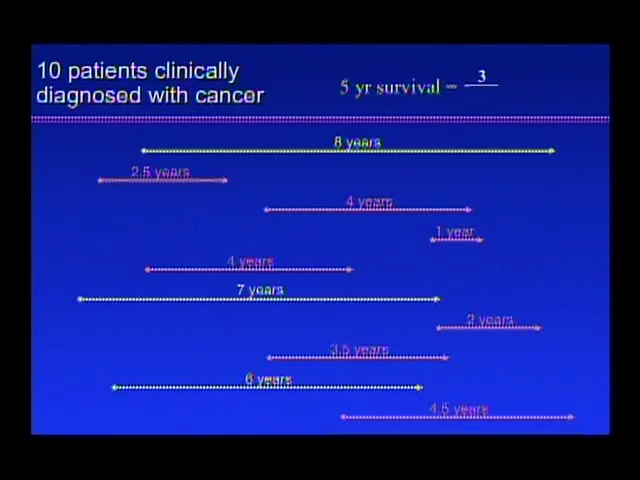 10 patients clinically
diagnosed with cancer
5 yr survival = 3
8 years
2.5 years
4 years
1 year
4 years
7 years
2 years
3.5 years
6 years
4.5 years